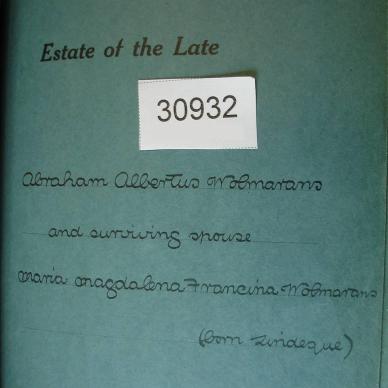 Estate of the Late
30932
Abraham Albertus Wolmarans
and surviving spouse
Maria Magdalena Francina Wolmarans
(born Lindeque)